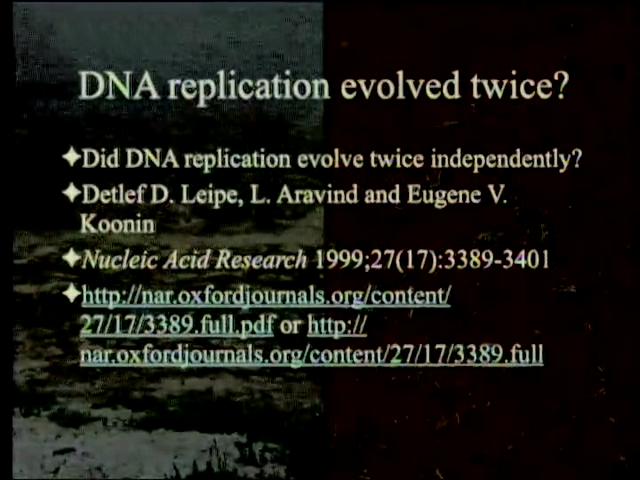 DNA replication evolved twice?
✦Did DNA replication evolve twice independently?
✦Detlef D. Leipe, L. Aravind and Eugene V.
Koonin
✦Nucleic Acid Research 1999;27(17):3389-3401
✦http://nar.oxfordjournals.org/content/
27/17/3389.full.pdf or http://
nar.oxfordjournals.org/content/27/17/3389.full